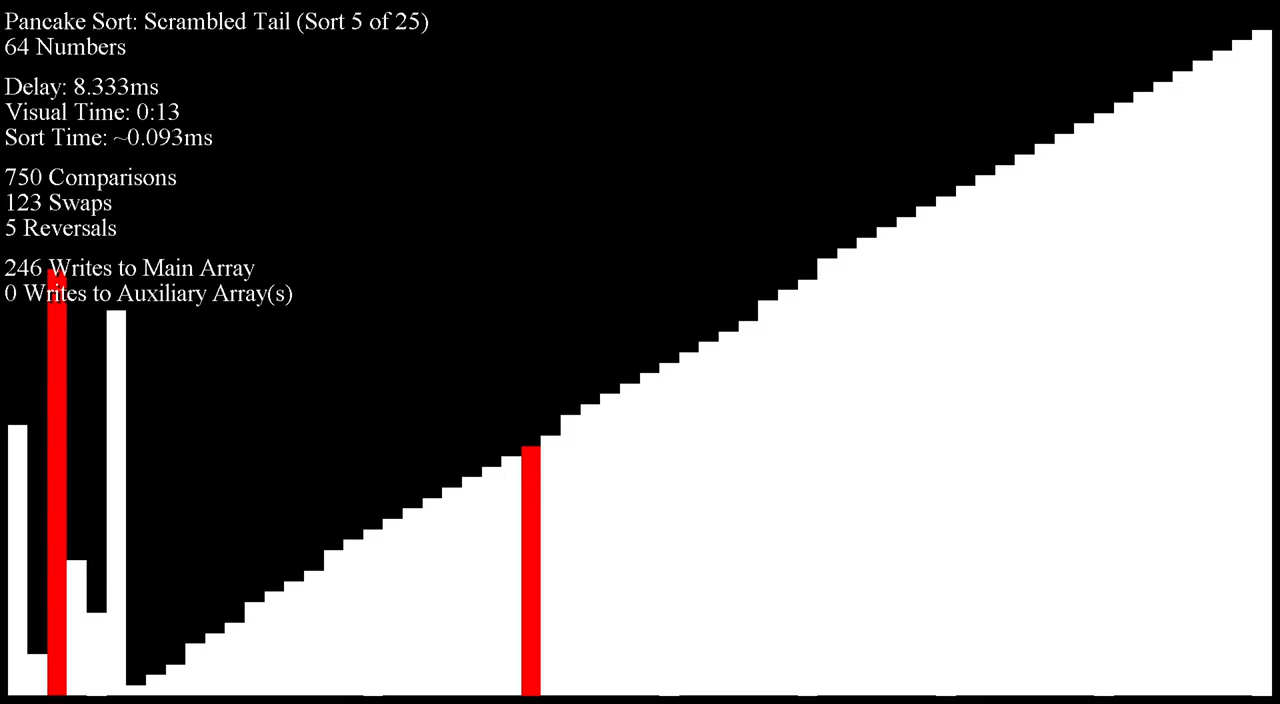 Pancake Sort: Scrambled Tail (Sort 5 of 25)
64 Numbers
Delay: 8.333ms
Visual Time: 0:13
Sort Time: ~0.093ms
750 Comparisons
123 Swaps
5 Reversals
246 Writes to Main Array
0 Writes to Auxiliary Array(s)